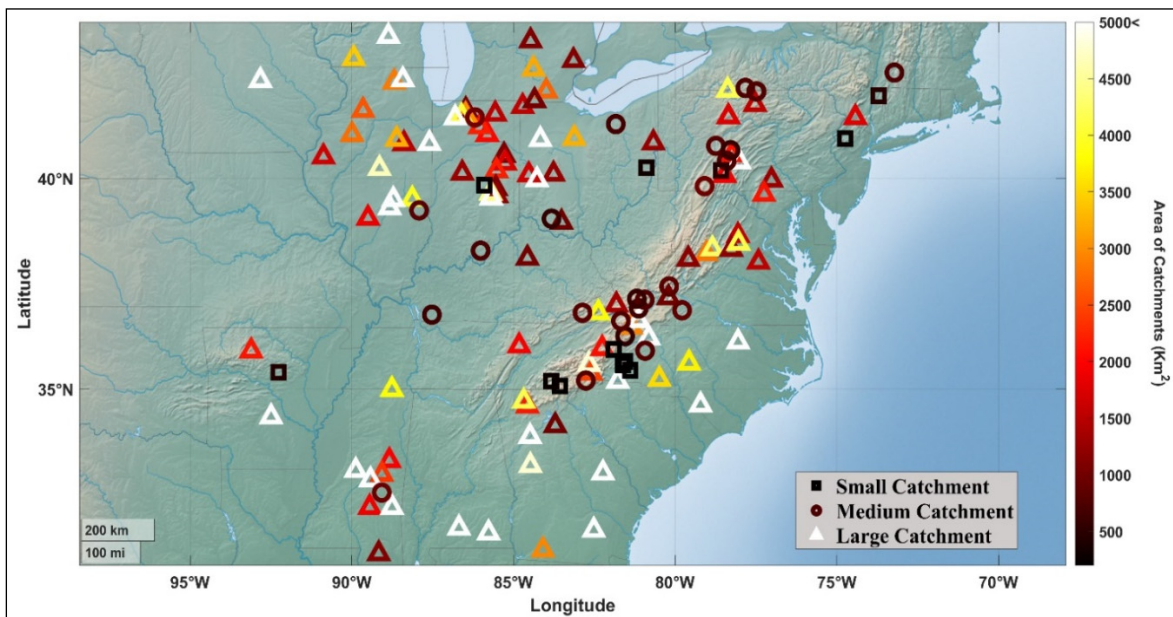 5000<
4500
4000
3500
3000
2500
2000
1500
1000
500
Area of Catchments (Km²)
40°N
35°N
Latitude
Small Catchment
Medium Catchment
Large Catchment
200 km
100 mi
95°W
90°W
85°W
80°W
75°W
70°W
Longitude